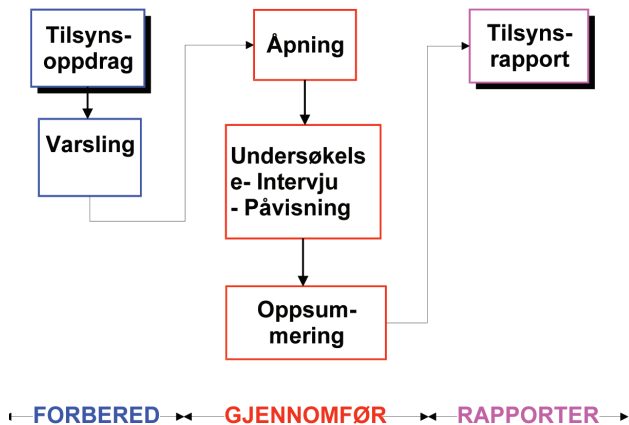 Tilsyns-
oppdrag
Varsling
Åpning
Undersøkels
e- Intervju
- Påvisning
Oppsum-
mering
Tilsyns-
rapport
FORBERED
GJENNOMFØR
RAPPORTER